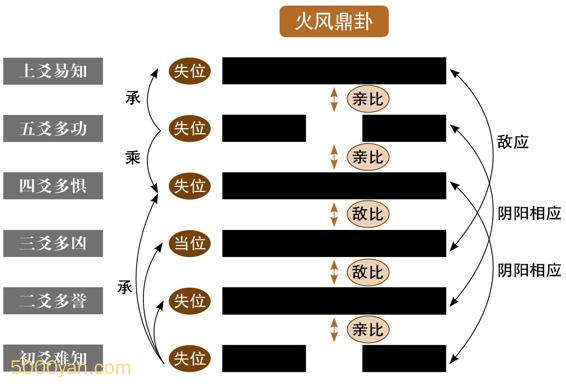 火风鼎卦
上爻易知 失位
承 亲比
五爻多功 失位
敌应
乘 亲比
四爻多惧 失位
敌比 阴阳相应
三爻多凶 当位
承 敌比 阴阳相应
二爻多誉 失位
亲比
初爻难知 失位
5000yan.com